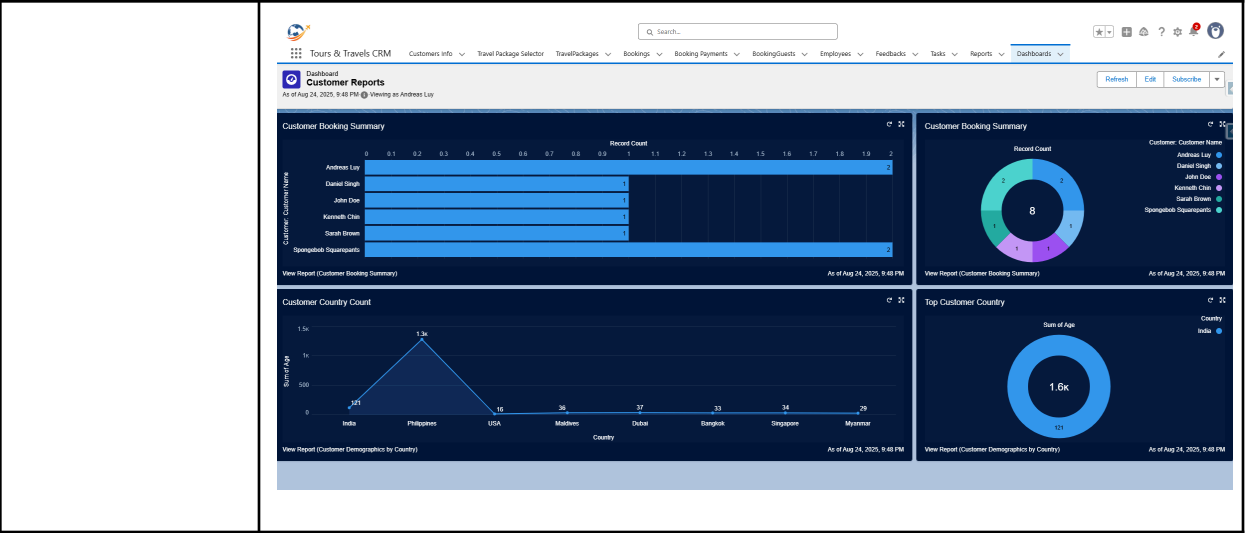 Search...
2
Tours & Travels CRM
Customers Info
Travel Package Selector
TravelPackages
Bookings
Booking Payments
BookingGuests
Employees
Feedbacks
Tasks
Reports
Dashboards
Dashboard
Customer Reports
As of Aug 24, 2025, 9:48 PM Viewing as Andreas Luy
Refresh
Edit
Subscribe
Customer Booking Summary
Record Count
0 0.1 0.2 0.3 0.4 0.5 0.6 0.7 0.8 0.9 1 1.1 1.2 1.3 1.4 1.5 1.6 1.7 1.8 1.9 2
Customer: Customer Name
Andreas Luy 2
Daniel Singh 1
John Doe 1
Kenneth Chin 1
Sarah Brown 1
Spongebob Squarepants 2
View Report (Customer Booking Summary)
As of Aug 24, 2025, 9:48 PM
Customer Booking Summary
Record Count
2
1
1
1
1
2
8
Customer: Customer Name
Andreas Luy
Daniel Singh
John Doe
Kenneth Chin
Sarah Brown
Spongebob Squarepants
View Report (Customer Booking Summary)
As of Aug 24, 2025, 9:48 PM
Customer Country Count
Sum of Age
1.5K
1K
500
0
121
1.3K
16
36
37
33
34
29
India
Philippines
USA
Maldives
Dubai
Bangkok
Singapore
Myanmar
Country
View Report (Customer Demographics by Country)
As of Aug 24, 2025, 9:48 PM
Top Customer Country
Sum of Age
1.6K
121
Country
India
View Report (Customer Demographics by Country)
As of Aug 24, 2025, 9:48 PM